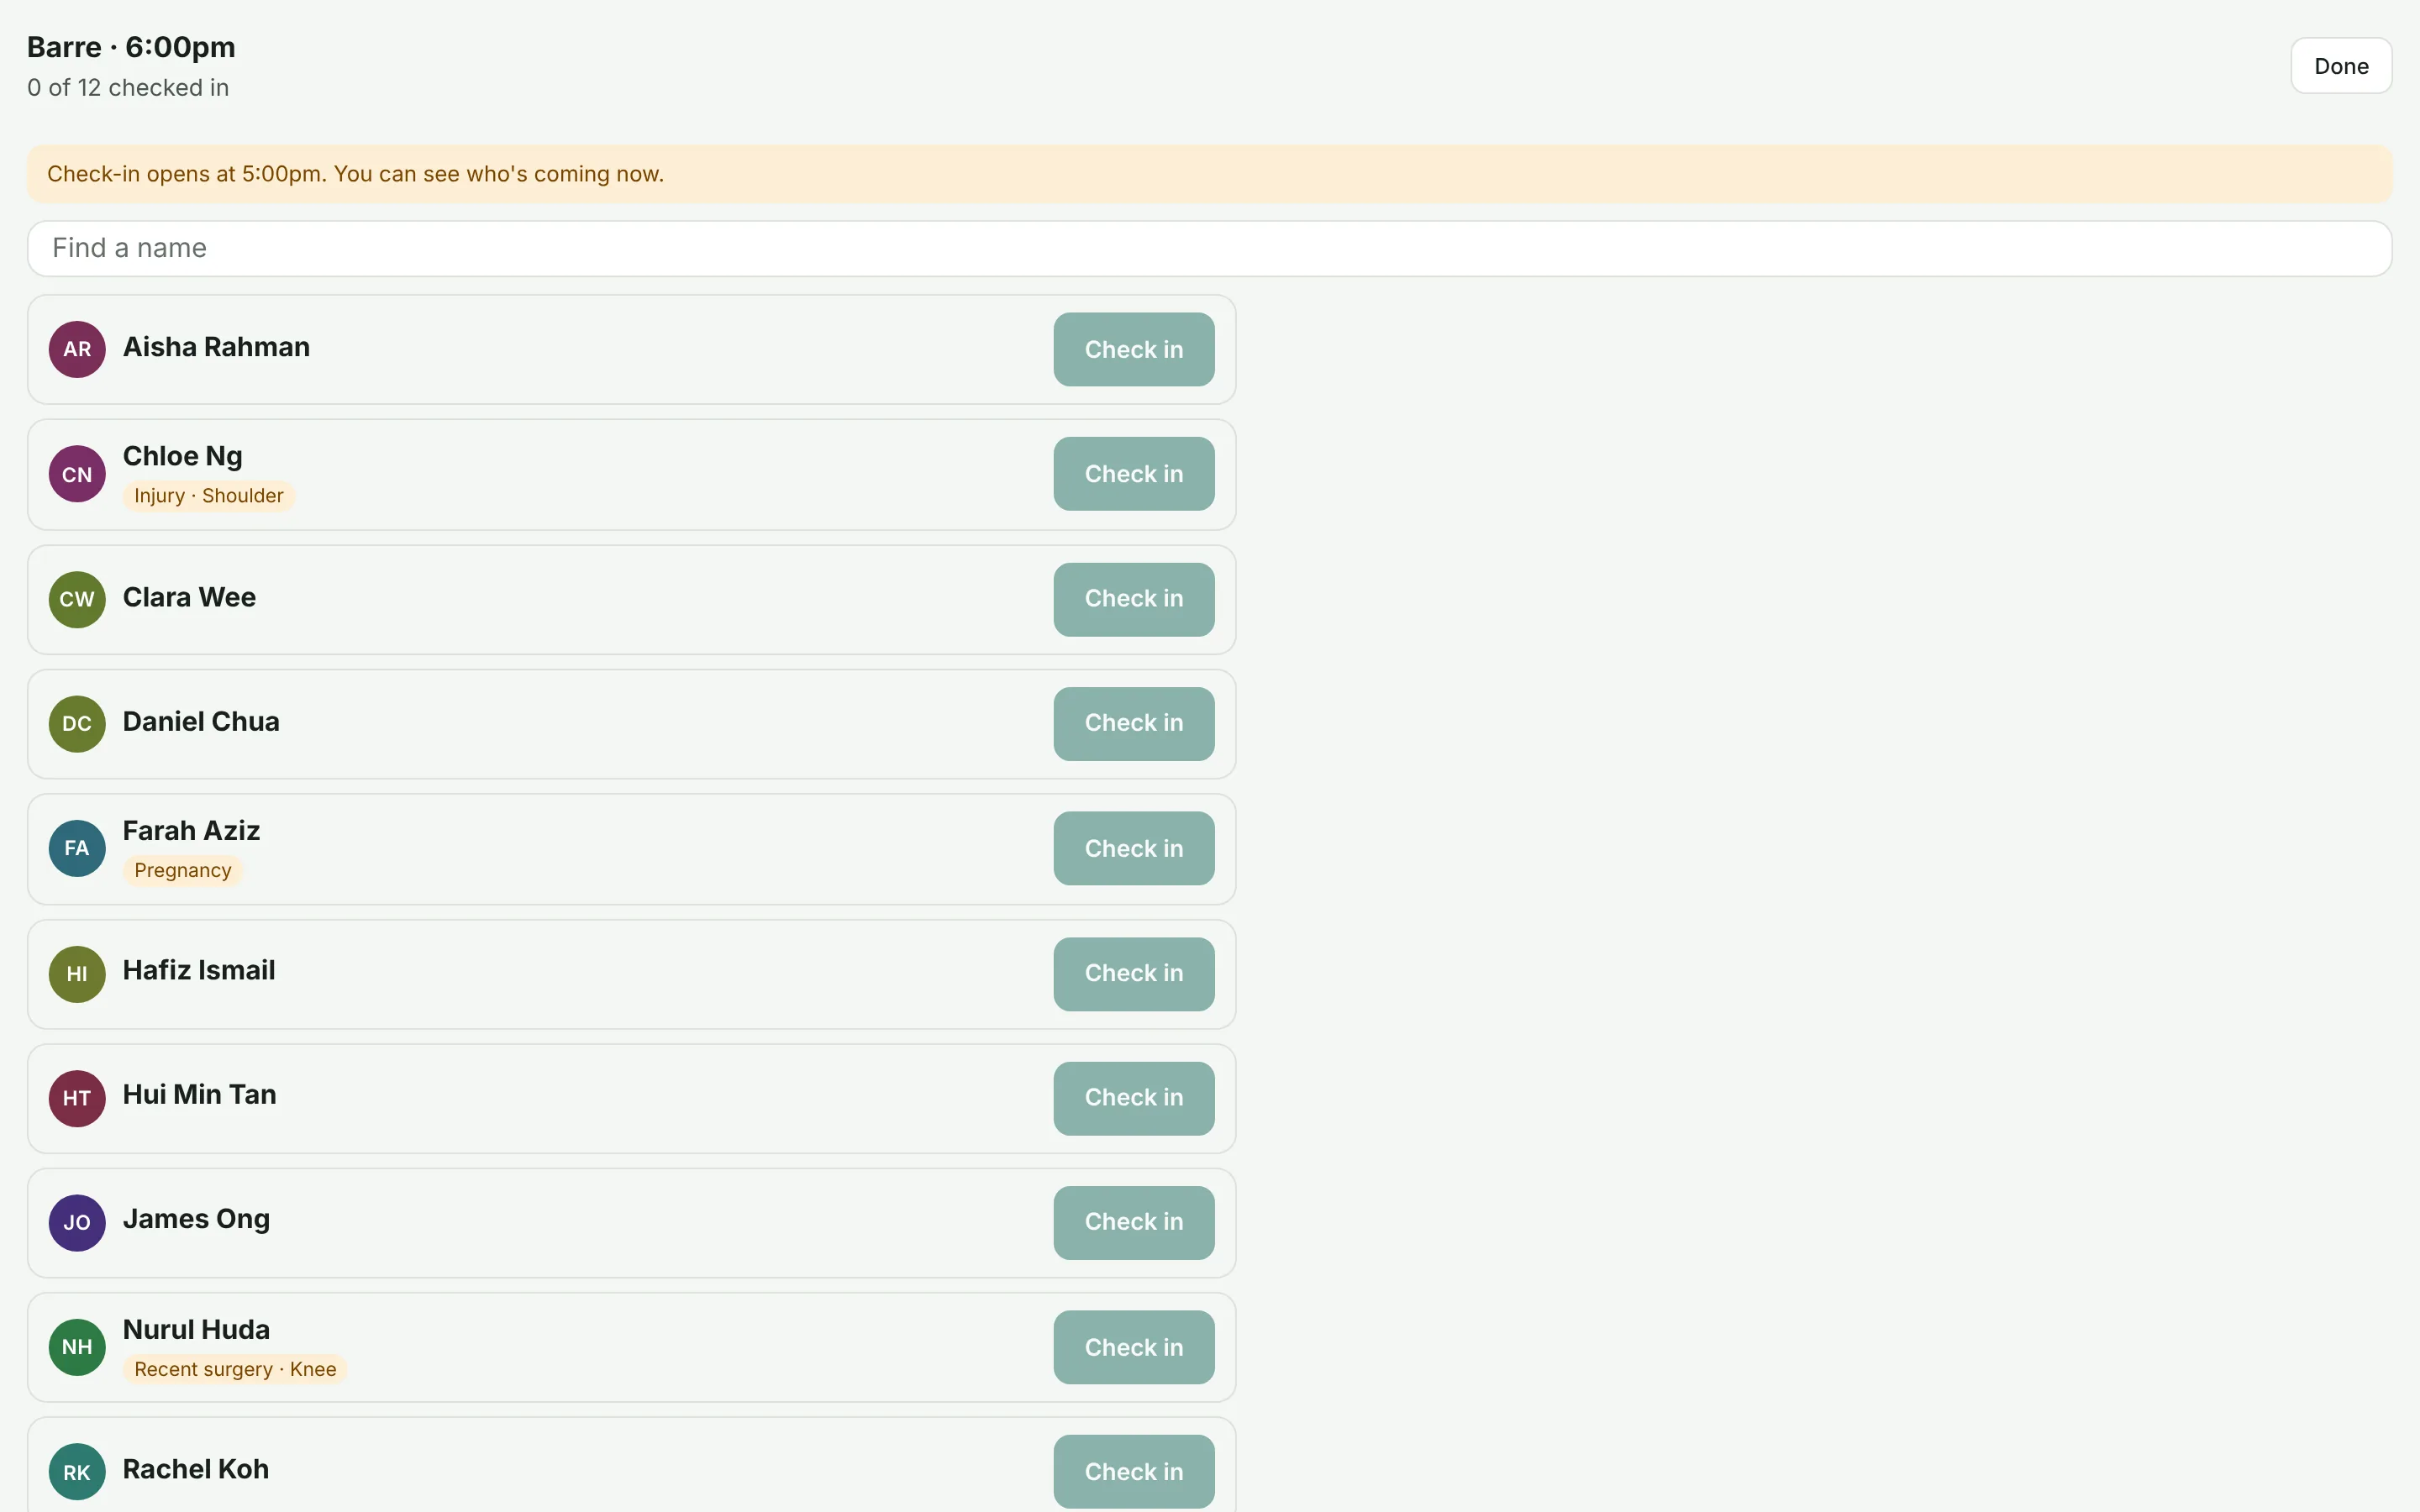 Barre · 6:00pm
0 of 12 checked in
Done
Check-in opens at 5:00pm. You can see who's coming now.
Find a name
AR Aisha Rahman Check in
CN Chloe Ng Check in
Injury · Shoulder
CW Clara Wee Check in
DC Daniel Chua Check in
FA Farah Aziz Check in
Pregnancy
HI Hafiz Ismail Check in
HT Hui Min Tan Check in
JO James Ong Check in
NH Nurul Huda Check in
Recent surgery · Knee
RK Rachel Koh Check in